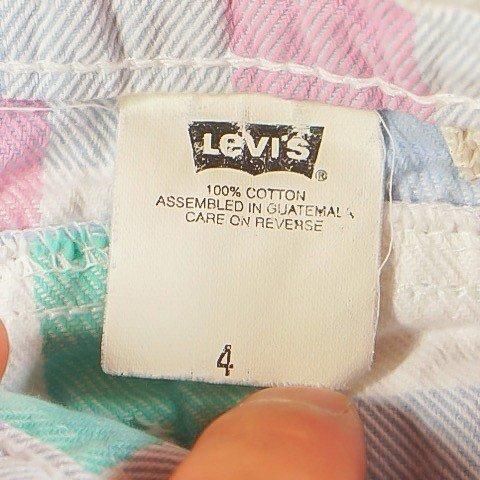 LEVI'S ®
100% COTTON
ASSEMBLED IN GUATEMALA
CARE ON REVERSE
4